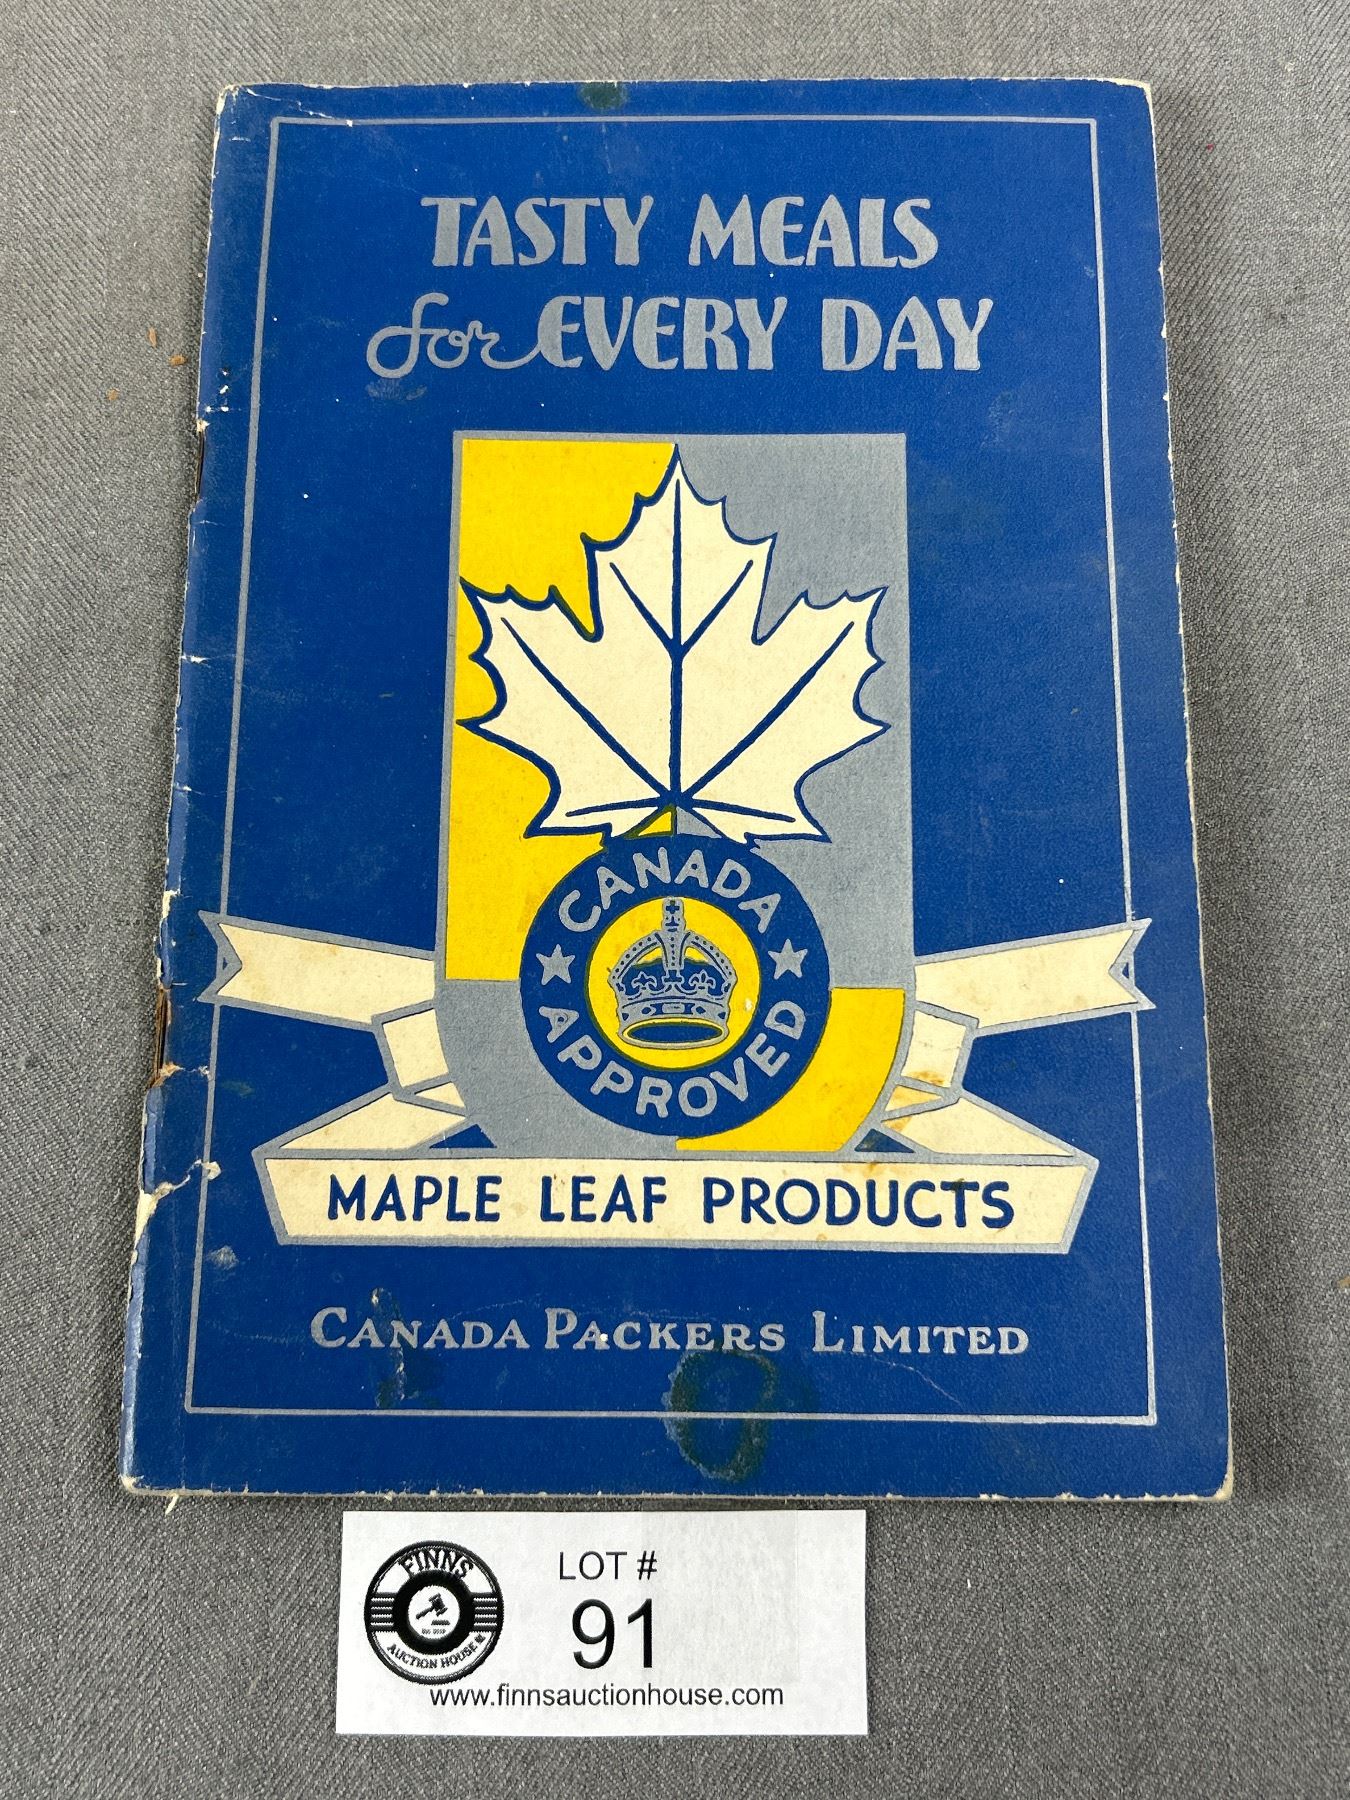 TASTY MEALS
for EVERY DAY
CANADA
APPROVED
MAPLE LEAF PRODUCTS
CANADA PACKERS LIMITED
FINNS
AUCTION HOUSE
LOT #
91
www.finnsauctionhouse.com